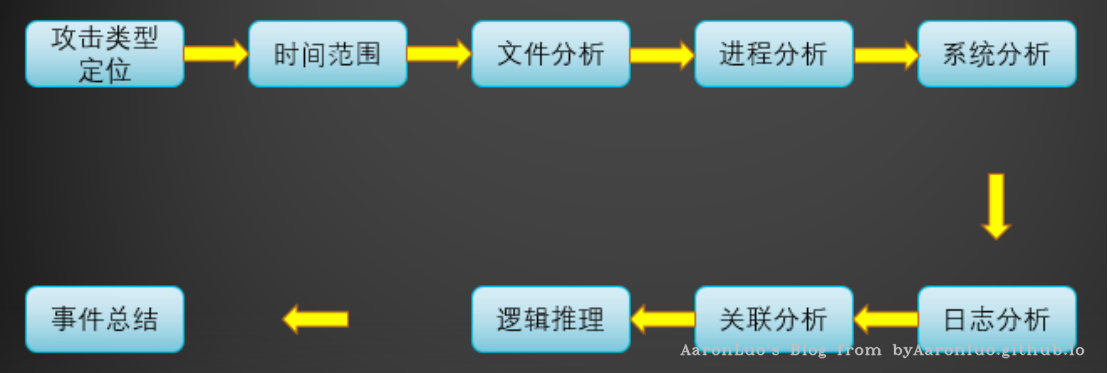 攻击类型
定位
时间范围
文件分析
进程分析
系统分析
事件总结
逻辑推理
关联分析
日志分析
AaronLuo's Blog from byAaronluo.github.io